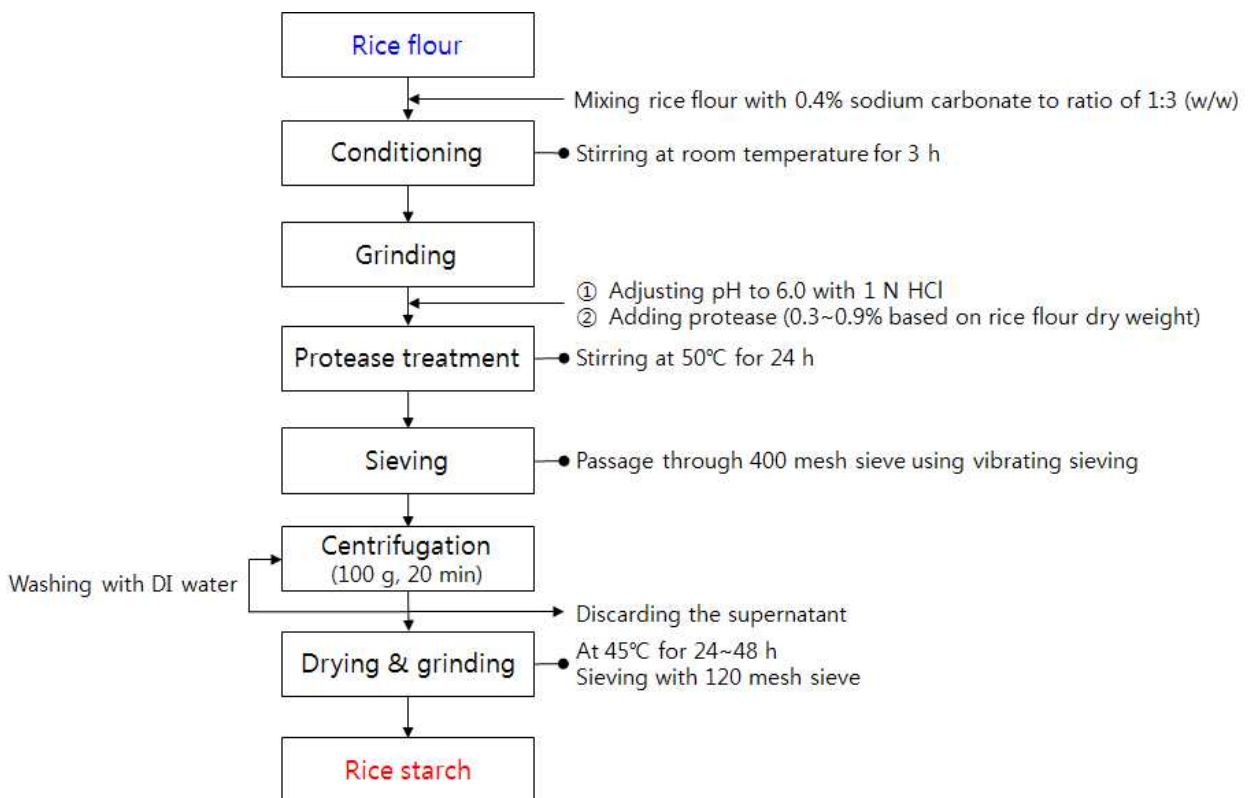 Rice flour
Mixing rice flour with 0.4% sodium carbonate to ratio of 1:3 (w/w)
Conditioning
Stirring at room temperature for 3 h
Grinding
① Adjusting pH to 6.0 with 1 N HCl
② Adding protease (0.3~0.9% based on rice flour dry weight)
Protease treatment
Stirring at 50℃ for 24 h
Sieving
Passage through 400 mesh sieve using vibrating sieving
Centrifugation
(100 g, 20 min)
Washing with DI water
Discarding the supernatant
Drying & grinding
At 45℃ for 24~48 h
Sieving with 120 mesh sieve
Rice starch